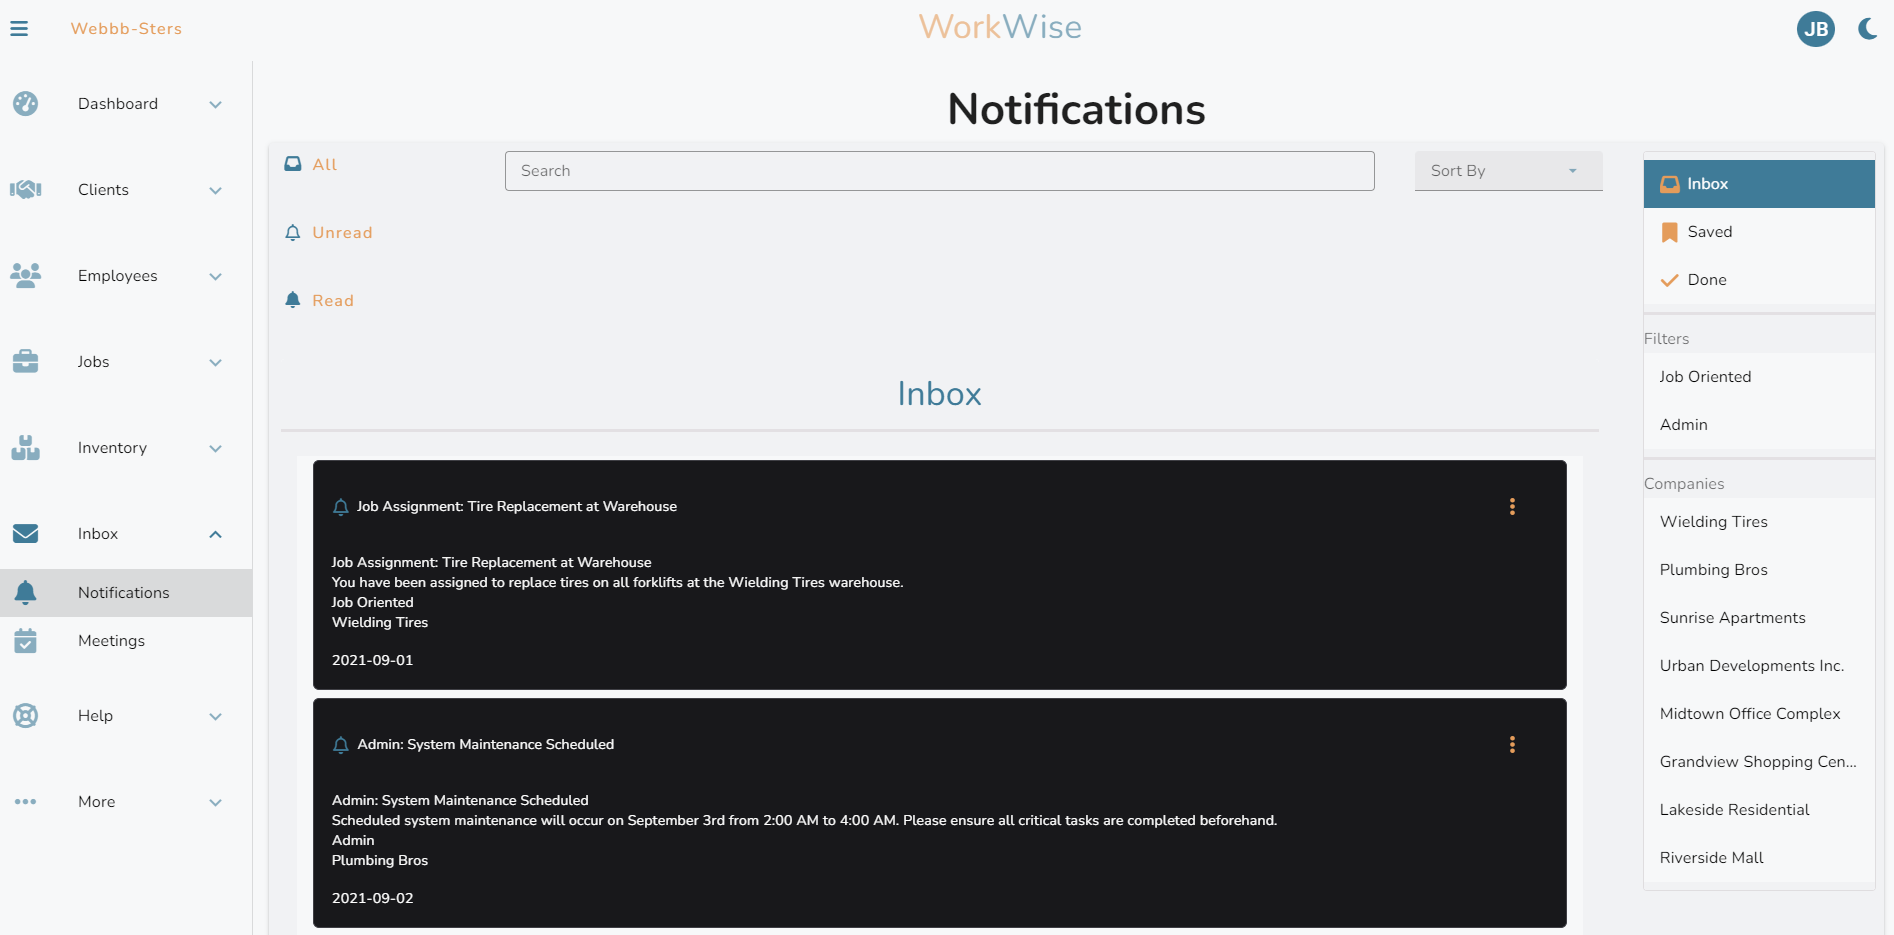 Webbb-Sters
WorkWise
JB
Dashboard
Clients
Employees
Jobs
Inventory
Inbox
Notifications
Meetings
Help
More
Notifications
All
Unread
Read
Search
Sort By
Inbox
Job Assignment: Tire Replacement at Warehouse
Job Assignment: Tire Replacement at Warehouse
You have been assigned to replace tires on all forklifts at the Wielding Tires warehouse.
Job Oriented
Wielding Tires
2021-09-01
Admin: System Maintenance Scheduled
Admin: System Maintenance Scheduled
Scheduled system maintenance will occur on September 3rd from 2:00 AM to 4:00 AM. Please ensure all critical tasks are completed beforehand.
Admin
Plumbing Bros
2021-09-02
Inbox
Saved
Done
Filters
Job Oriented
Admin
Companies
Wielding Tires
Plumbing Bros
Sunrise Apartments
Urban Developments Inc.
Midtown Office Complex
Grandview Shopping Cen...
Lakeside Residential
Riverside Mall